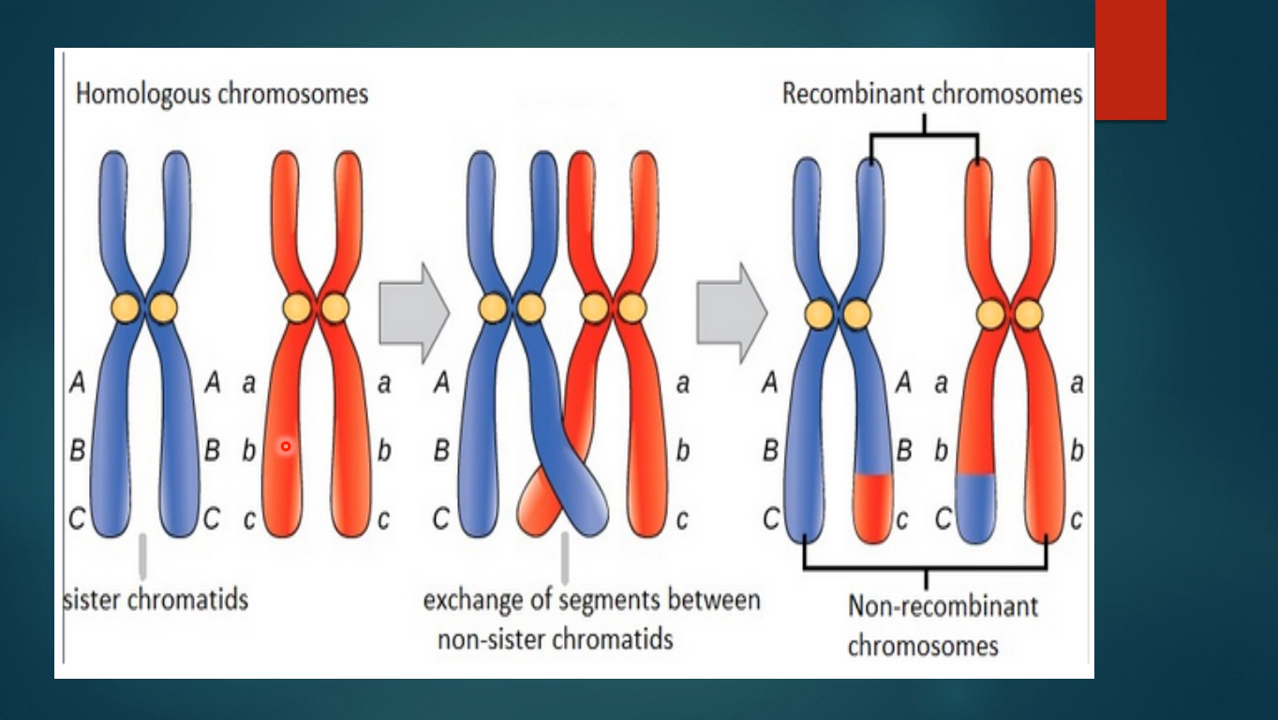 Homologous chromosomes
Recombinant chromosomes
A A a a A a A A a a
B B b b B b B B b b
C C c c C c C c C c
sister chromatids
exchange of segments between
non-sister chromatids
Non-recombinant
chromosomes